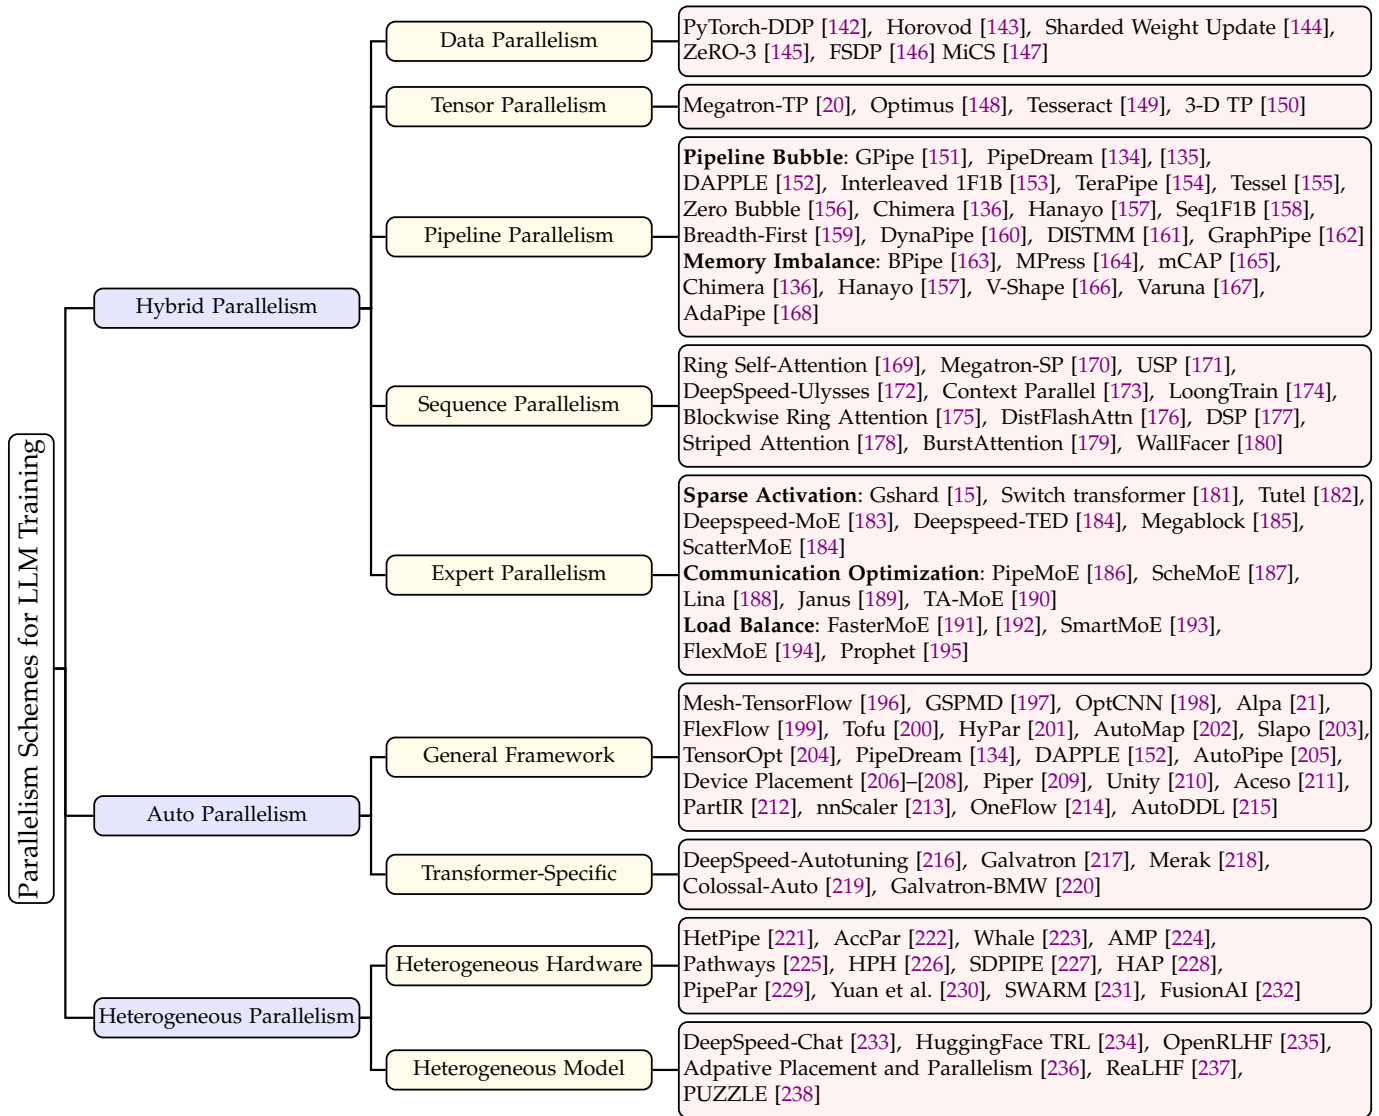 Parallelism Schemes for LLM Training
Hybrid Parallelism
Data Parallelism
PyTorch-DDP [142], Horovod [143], Sharded Weight Update [144],
ZeRO-3 [145], FSDP [146] MiCS [147]
Tensor Parallelism
Megatron-TP [20], Optimus [148], Tesseract [149], 3-D TP [150]
Pipeline Parallelism
Pipeline Bubble: GPipe [151], PipeDream [134], [135],
DAPPLE [152], Interleaved 1F1B [153], TeraPipe [154], Tessel [155],
Zero Bubble [156], Chimera [136], Hanayo [157], Seq1F1B [158],
Breadth-First [159], DynaPipe [160], DISTMM [161], GraphPipe [162]
Memory Imbalance: BPipe [163], MPress [164], mCAP [165],
Chimera [136], Hanayo [157], V-Shape [166], Varuna [167],
AdaPipe [168]
Sequence Parallelism
Ring Self-Attention [169], Megatron-SP [170], USP [171],
DeepSpeed-Ulysses [172], Context Parallel [173], LoongTrain [174],
Blockwise Ring Attention [175], DistFlashAttn [176], DSP [177],
Striped Attention [178], BurstAttention [179], WallFacer [180]
Expert Parallelism
Sparse Activation: Gshard [15], Switch transformer [181], Tutel [182],
Deepspeed-MoE [183], Deepspeed-TED [184], Megablock [185],
ScatterMoE [184]
Communication Optimization: PipeMoE [186], ScheMoE [187],
Lina [188], Janus [189], TA-MoE [190]
Load Balance: FasterMoE [191], [192], SmartMoE [193],
FlexMoE [194], Prophet [195]
Auto Parallelism
General Framework
Mesh-TensorFlow [196], GSPMD [197], OptCNN [198], Alpa [21],
FlexFlow [199], Tofu [200], HyPar [201], AutoMap [202], Slapo [203],
TensorOpt [204], PipeDream [134], DAPPLE [152], AutoPipe [205],
Device Placement [206]–[208], Piper [209], Unity [210], Aceso [211],
PartIR [212], nnScaler [213], OneFlow [214], AutoDDL [215]
Transformer-Specific
DeepSpeed-Autotuning [216], Galvatron [217], Merak [218],
Colossal-Auto [219], Galvatron-BMW [220]
Heterogeneous Parallelism
Heterogeneous Hardware
HetPipe [221], AccPar [222], Whale [223], AMP [224],
Pathways [225], HPH [226], SDPIPE [227], HAP [228],
PipePar [229], Yuan et al. [230], SWARM [231], FusionAI [232]
Heterogeneous Model
DeepSpeed-Chat [233], HuggingFace TRL [234], OpenRLHF [235],
Adpative Placement and Parallelism [236], ReaLHF [237],
PUZZLE [238]